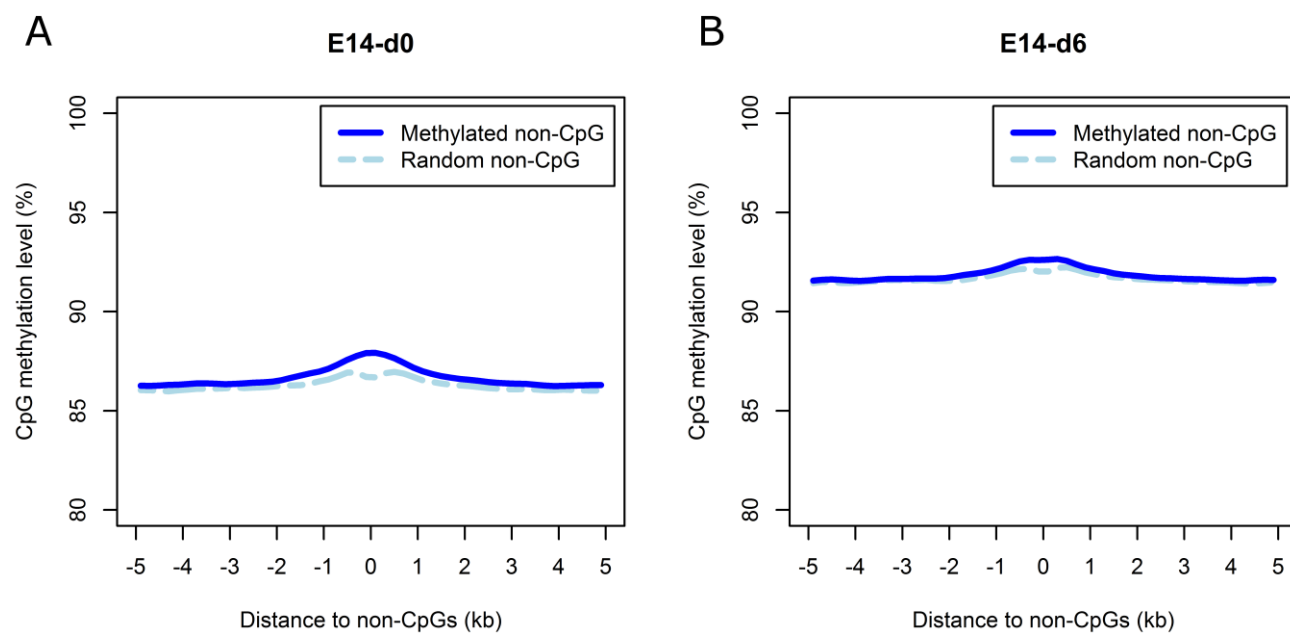 A
E14-d0
CpG methylation level (%)
100
95
90
85
80
Methylated non-CpG
Random non-CpG
-5 -4 -3 -2 -1 0 1 2 3 4 5
Distance to non-CpGs (kb)
B
E14-d6
CpG methylation level (%)
100
95
90
85
80
Methylated non-CpG
Random non-CpG
-5 -4 -3 -2 -1 0 1 2 3 4 5
Distance to non-CpGs (kb)